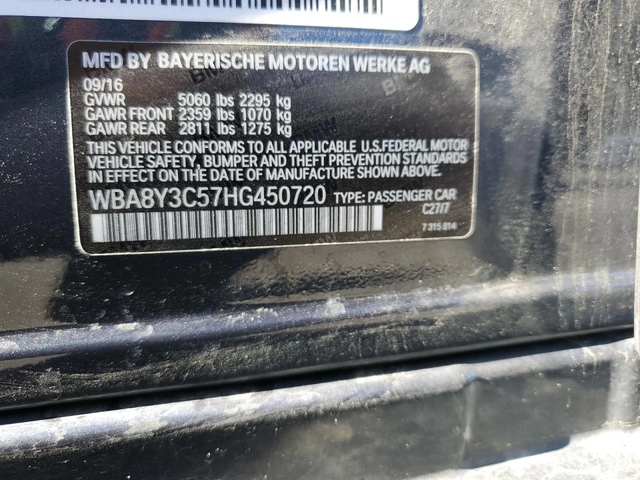 MFD BY BAYERISCHE MOTOREN WERKE AG
09/16
GVWR 5060 lbs 2295 kg
GAWR FRONT 2359 lbs 1070 kg
GAWR REAR 2811 lbs 1275 kg
THIS VEHICLE CONFORMS TO ALL APPLICABLE U.S.FEDERAL MOTOR
VEHICLE SAFETY, BUMPER AND THEFT PREVENTION STANDARDS
IN EFFECT ON THE DATE OF MANUFACTURE SHOWN ABOVE.
WBA8Y3C57HG450720 TYPE: PASSENGER CAR
C27/7
7 315 814